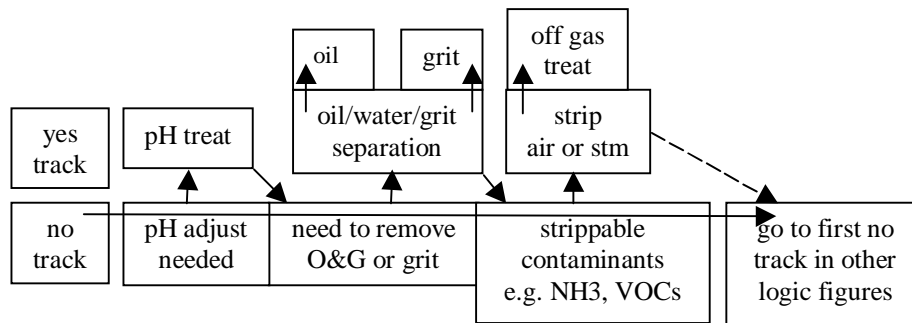 oil
grit
off gas
treat
yes
track
pH treat
oil/water/grit
separation
strip
air or stm
no
track
pH adjust
needed
need to remove
O&G or grit
strippable
contaminants
e.g. NH3, VOCs
go to first no
track in other
logic figures